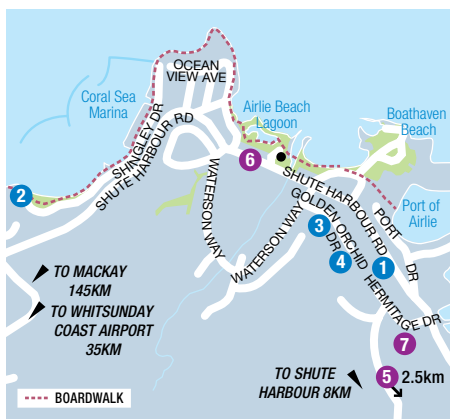 OCEAN
VIEW AVE
Coral Sea
Marina
SHINGLEY DR
SHUTE HARBOUR RD
Airlie Beach
Lagoon
Boathaven
Beach
6
2
WATERSON WAY
WATERSON WAY
SHUTE HARBOUR RD
GOLDEN ORCHID
DR
3
4
1
PORT
DR
Port of
Airlie
HERMITAGE DR
7
TO MACKAY
145KM
TO WHITSUNDAY
COAST AIRPORT
35KM
TO SHUTE
HARBOUR 8KM
5 2.5km
BOARDWALK